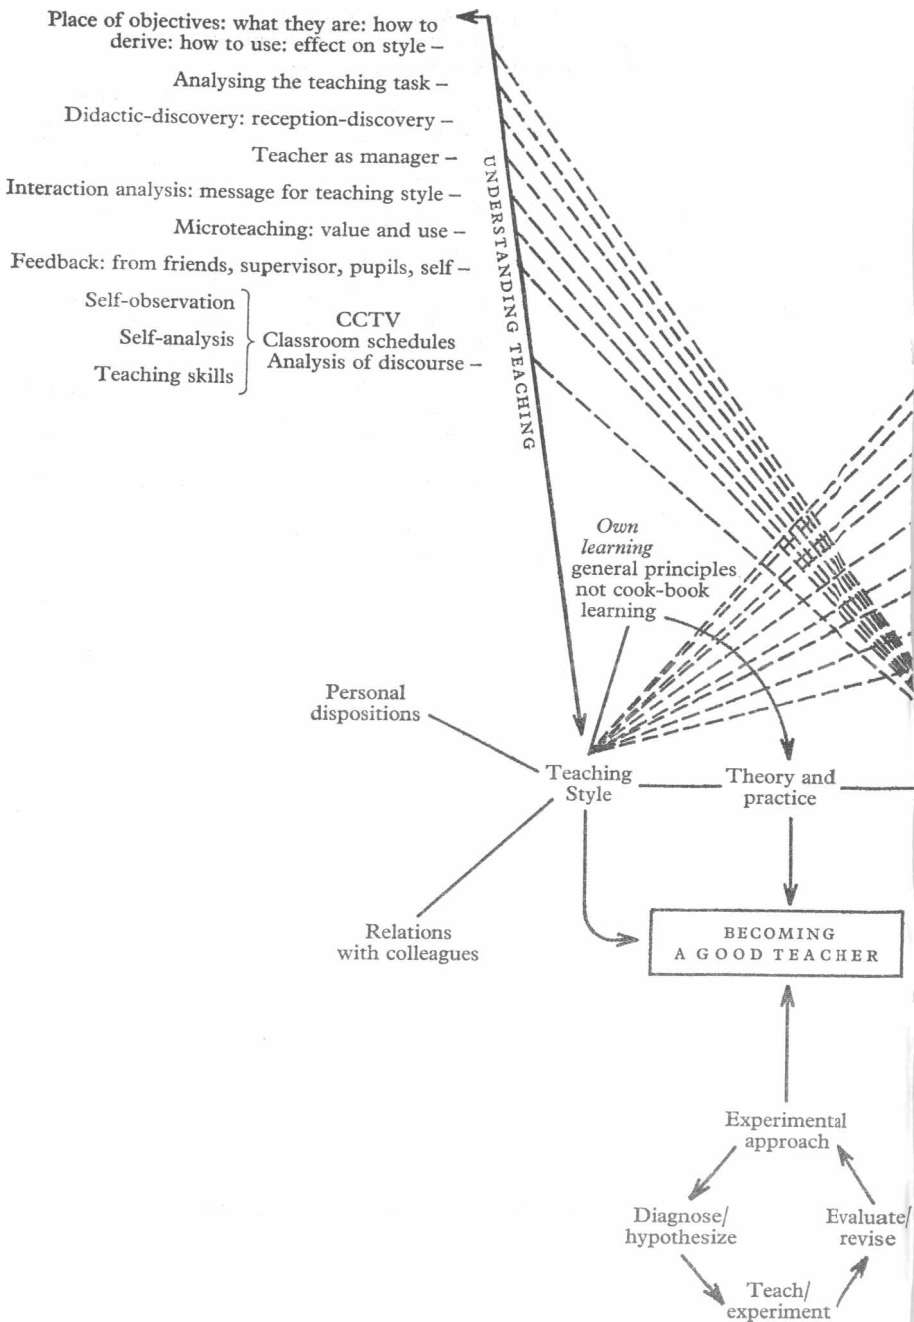 Place of objectives: what they are: how to
derive: how to use: effect on style –
Analysing the teaching task –
Didactic-discovery: reception-discovery –
Teacher as manager –
Interaction analysis: message for teaching style –
Microteaching: value and use –
Feedback: from friends, supervisor, pupils, self –
Self-observation
Self-analysis
Teaching skills
CCTV
Classroom schedules
Analysis of discourse –
UNDERSTANDING TEACHING
Own
learning
general principles
not cook-book
learning
Personal
dispositions
Teaching
Style
Theory and
practice
Relations
with colleagues
BECOMING
A GOOD TEACHER
Experimental
approach
Diagnose/
hypothesize
Evaluate/
revise
Teach/
experiment